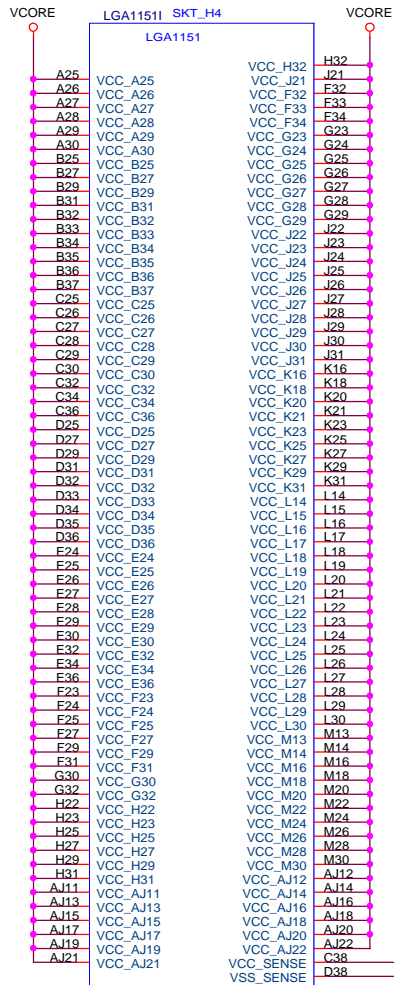 VCORE LGA1151I SKT_H4 VCORE
LGA1151
A25 VCC_A25
A26 VCC_A26
A27 VCC_A27
A28 VCC_A28
A29 VCC_A29
A30 VCC_A30
B25 VCC_B25
B27 VCC_B27
B29 VCC_B29
B31 VCC_B31
B32 VCC_B32
B33 VCC_B33
B34 VCC_B34
B35 VCC_B35
B36 VCC_B36
B37 VCC_B37
C25 VCC_C25
C26 VCC_C26
C27 VCC_C27
C28 VCC_C28
C29 VCC_C29
C30 VCC_C30
C32 VCC_C32
C34 VCC_C34
C36 VCC_C36
D25 VCC_D25
D27 VCC_D27
D29 VCC_D29
D31 VCC_D31
D32 VCC_D32
D33 VCC_D33
D34 VCC_D34
D35 VCC_D35
D36 VCC_D36
E24 VCC_E24
E25 VCC_E25
E26 VCC_E26
E27 VCC_E27
E28 VCC_E28
E29 VCC_E29
E30 VCC_E30
E32 VCC_E32
E34 VCC_E34
E36 VCC_E36
F23 VCC_F23
F24 VCC_F24
F25 VCC_F25
F27 VCC_F27
F29 VCC_F29
F31 VCC_F31
G30 VCC_G30
G32 VCC_G32
H22 VCC_H22
H23 VCC_H23
H25 VCC_H25
H27 VCC_H27
H29 VCC_H29
H31 VCC_H31
AJ11 VCC_AJ11
AJ13 VCC_AJ13
AJ15 VCC_AJ15
AJ17 VCC_AJ17
AJ19 VCC_AJ19
AJ21 VCC_AJ21
VCC_H32 H32
VCC_J21 J21
VCC_F32 F32
VCC_F33 F33
VCC_F34 F34
VCC_G23 G23
VCC_G24 G24
VCC_G25 G25
VCC_G26 G26
VCC_G27 G27
VCC_G28 G28
VCC_G29 G29
VCC_J22 J22
VCC_J23 J23
VCC_J24 J24
VCC_J25 J25
VCC_J26 J26
VCC_J27 J27
VCC_J28 J28
VCC_J29 J29
VCC_J30 J30
VCC_J31 J31
VCC_K16 K16
VCC_K18 K18
VCC_K20 K20
VCC_K21 K21
VCC_K23 K23
VCC_K25 K25
VCC_K27 K27
VCC_K29 K29
VCC_K31 K31
VCC_L14 L14
VCC_L15 L15
VCC_L16 L16
VCC_L17 L17
VCC_L18 L18
VCC_L19 L19
VCC_L20 L20
VCC_L21 L21
VCC_L22 L22
VCC_L23 L23
VCC_L24 L24
VCC_L25 L25
VCC_L26 L26
VCC_L27 L27
VCC_L28 L28
VCC_L29 L29
VCC_L30 L30
VCC_M13 M13
VCC_M14 M14
VCC_M16 M16
VCC_M18 M18
VCC_M20 M20
VCC_M22 M22
VCC_M24 M24
VCC_M26 M26
VCC_M28 M28
VCC_M30 M30
VCC_AJ12 AJ12
VCC_AJ14 AJ14
VCC_AJ16 AJ16
VCC_AJ18 AJ18
VCC_AJ20 AJ20
VCC_AJ22 AJ22
VCC_SENSE C38
VSS_SENSE D38